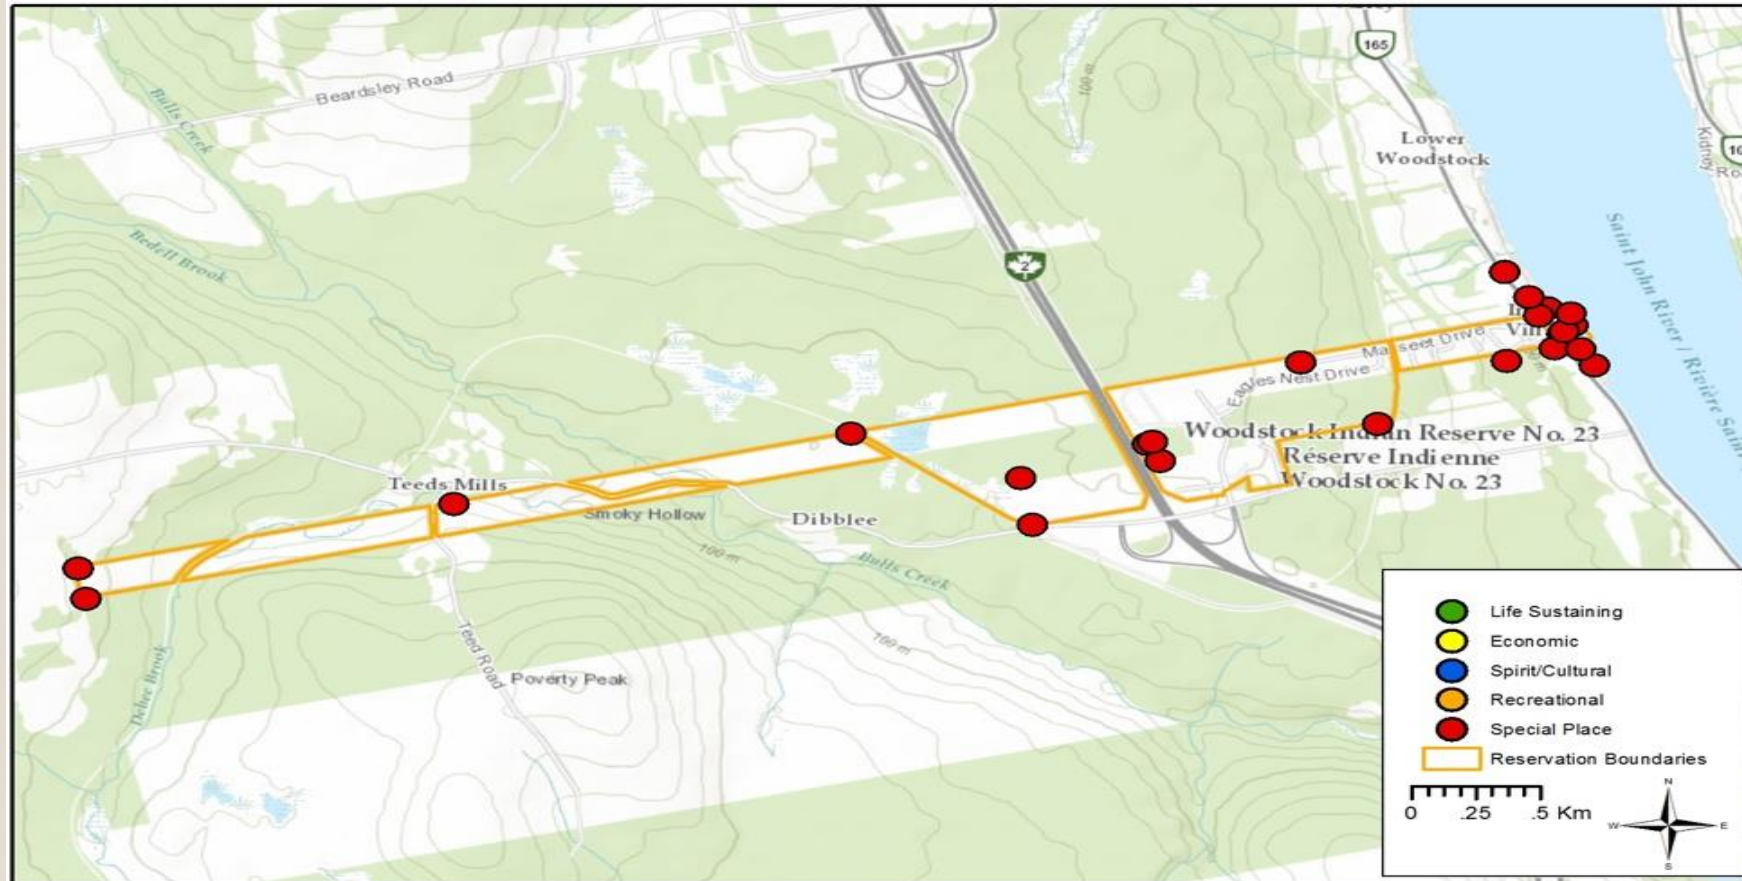 165
Beardsley Road
Bulls Creek
100 m
Lower
Woodstock
Kidney
Saint John River / Rivière Saint
Bedell Brook
2
Eagles Nest Drive
Woodstock Indian Reserve No. 23
Réserve Indienne
Woodstock No. 23
Teeds Mills
Smoky Hollow
Dibblee
100 m
Bulls Creek
100 m
Teed Road
Poverty Peak
Debec Brook
Life Sustaining
Economic
Spirit/Cultural
Recreational
Special Place
Reservation Boundaries
0 .25 .5 Km
N
W E
S